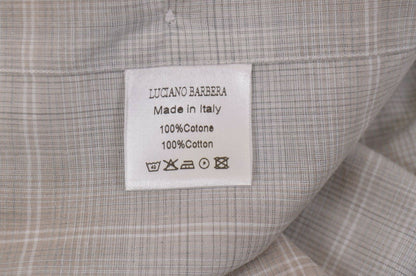 LUCIANO BARBERA
Made in Italy
100%Cotone
100%Cotton